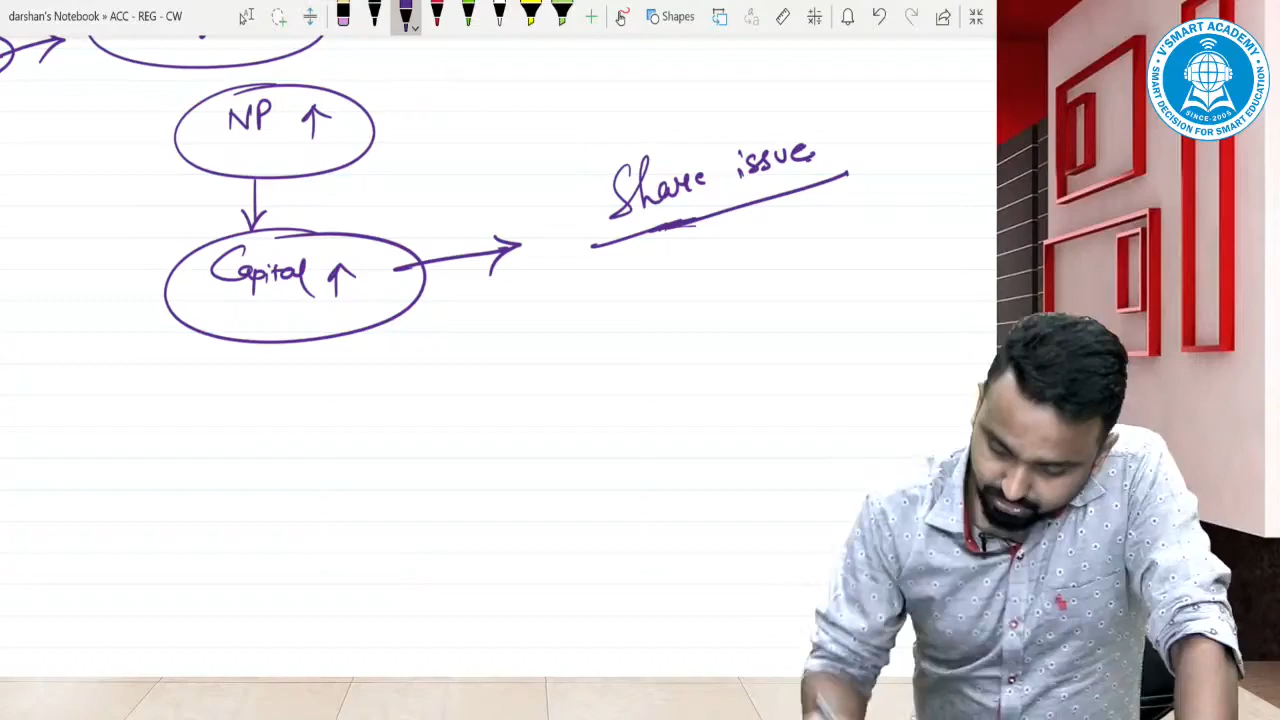 darshan's Notebook » ACC - REG - CW
Shapes
NP ↑
Share issue
Capital ↑
V'SMART ACADEMY
SMART DECISION FOR SMART EDUCATION
SINCE-2005